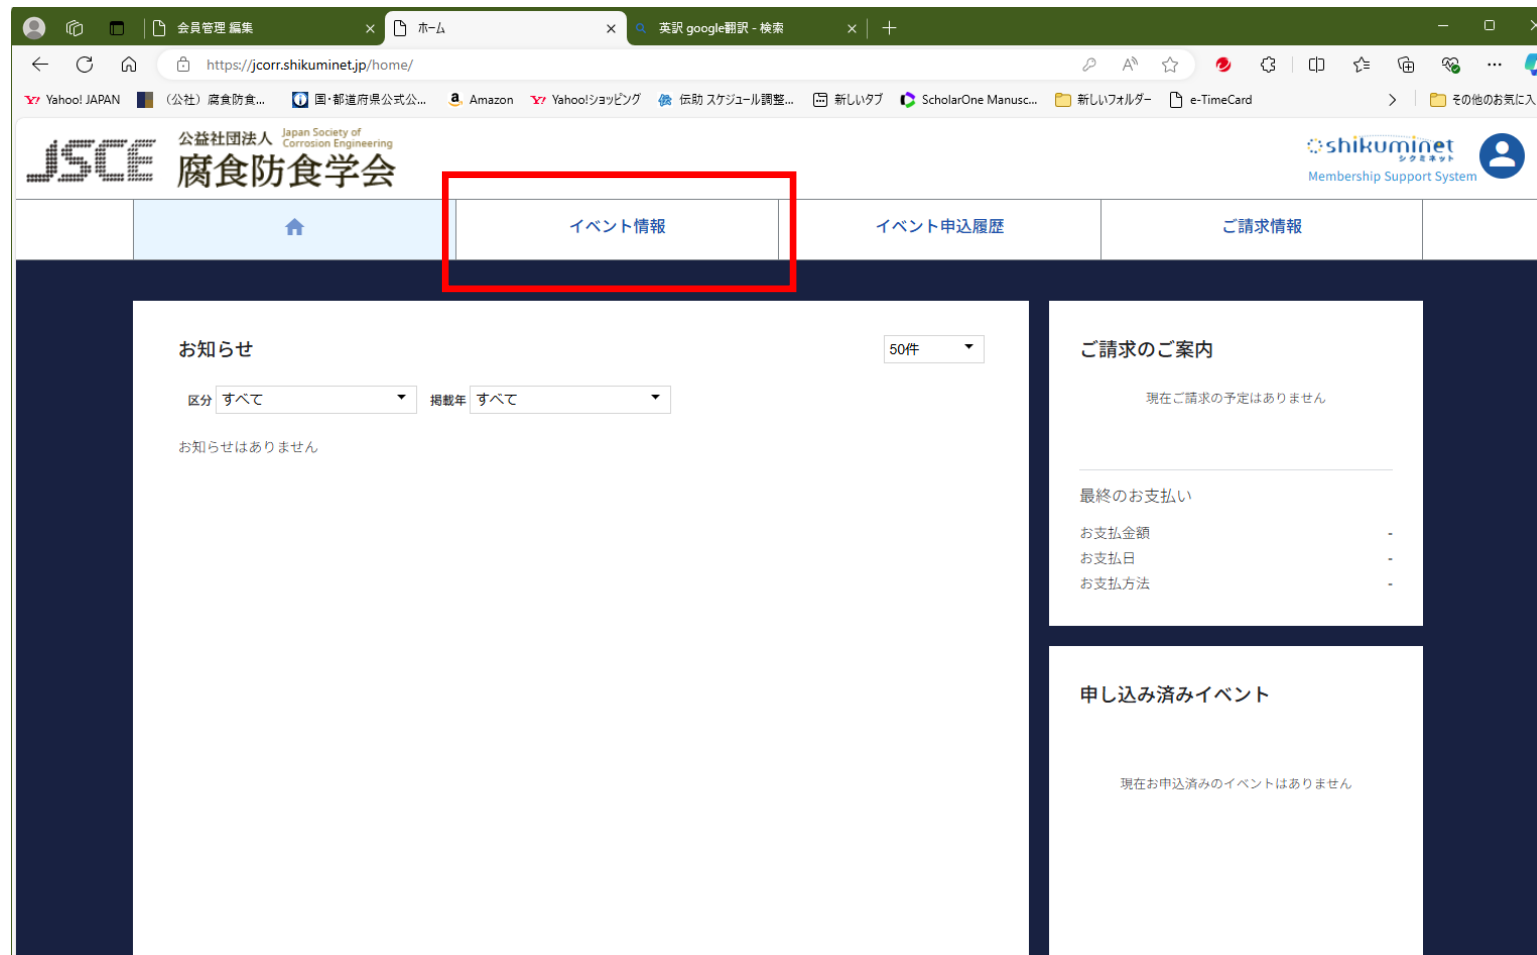 会員管理 編集
ホーム
英訳 google翻訳 - 検索
https://jcorr.shikuminet.jp/home/
Yahoo! JAPAN
（公社）腐食防食...
国・都道府県公式公...
Amazon
Yahoo!ショッピング
伝助 スケジュール調整...
新しいタブ
ScholarOne Manusc...
新しいフォルダー
e-TimeCard
その他のお気に入
JSCE
公益社団法人
Japan Society of
Corrosion Engineering
腐食防食学会
shikuminet
シクミネット
Membership Support System
イベント情報
イベント申込履歴
ご請求情報
お知らせ
50件
区分 すべて
掲載年 すべて
お知らせはありません
ご請求のご案内
現在ご請求の予定はありません
最終のお支払い
お支払金額 -
お支払日 -
お支払方法 -
申し込み済みイベント
現在お申込済みのイベントはありません